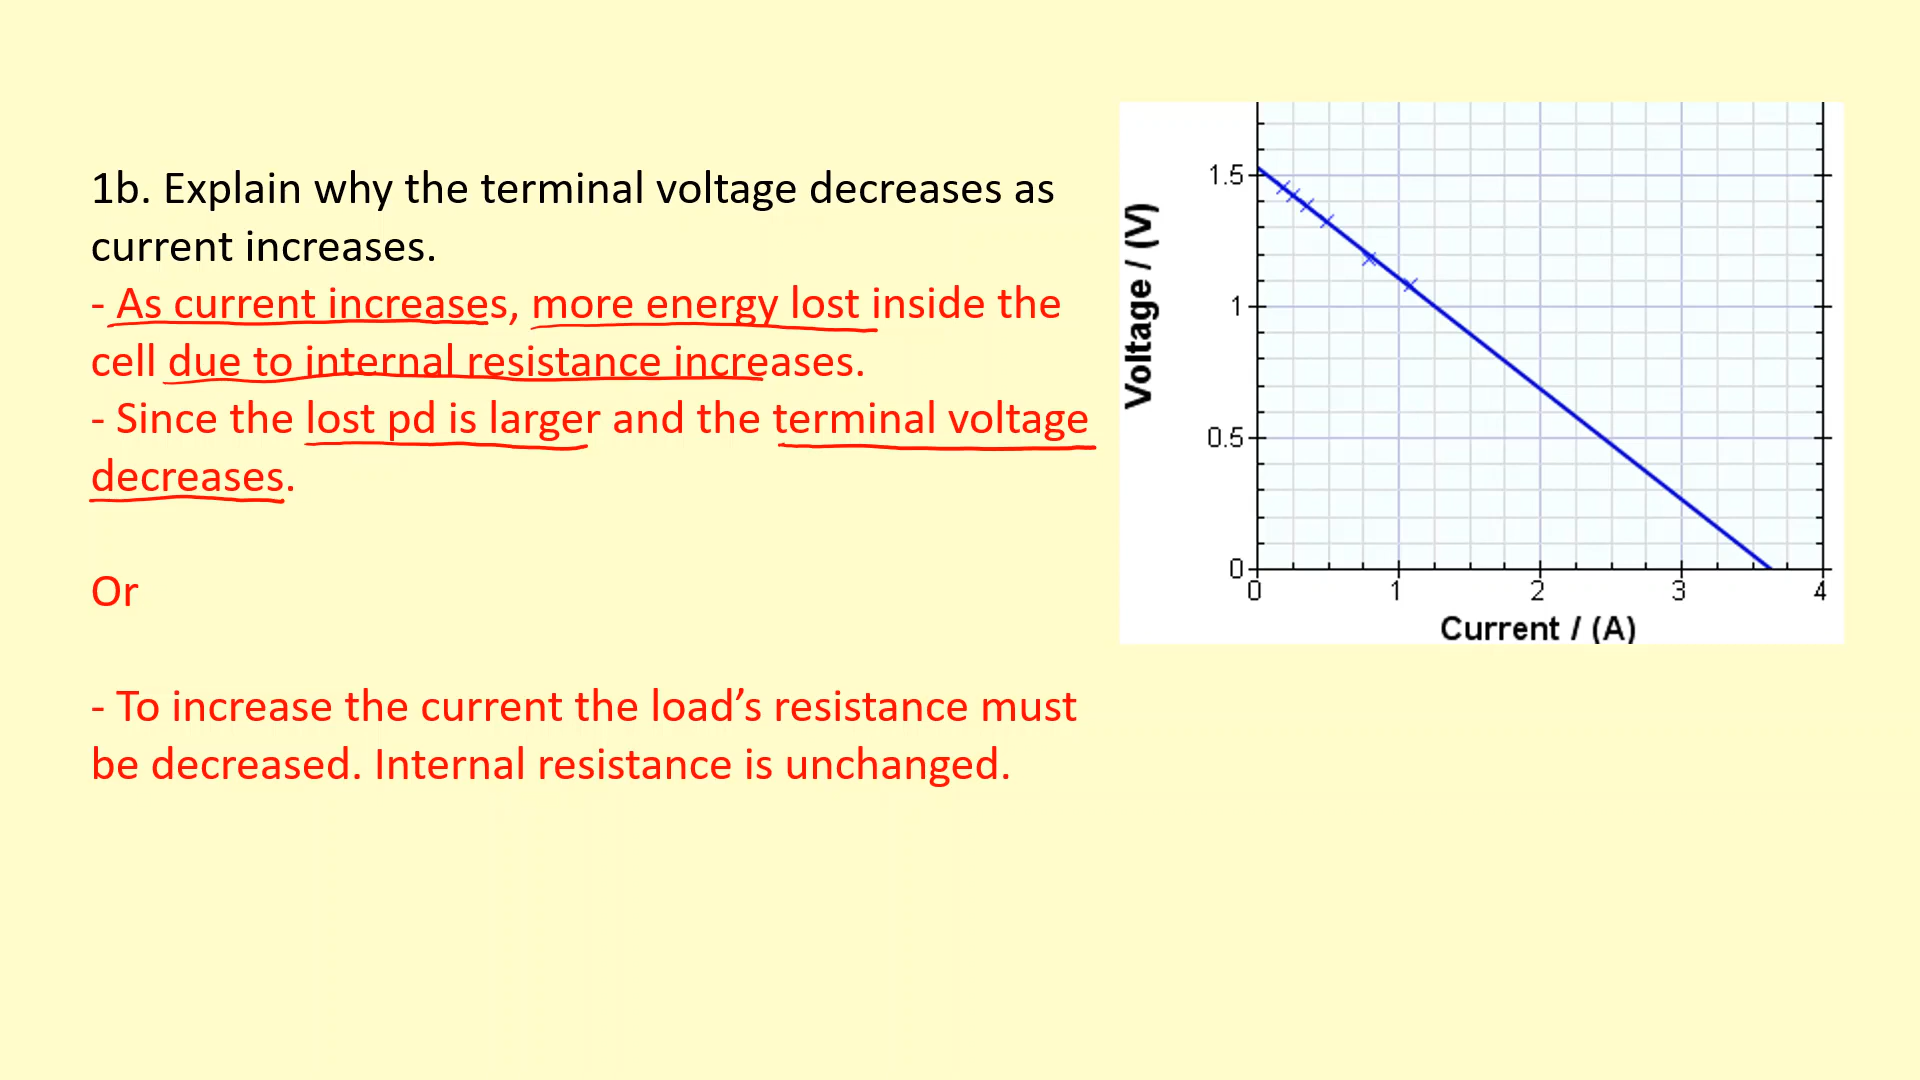 1b. Explain why the terminal voltage decreases as
current increases.
- As current increases, more energy lost inside the
cell due to internal resistance increases.
- Since the lost pd is larger and the terminal voltage
decreases.
Or
- To increase the current the load’s resistance must
be decreased. Internal resistance is unchanged.
Voltage / (V)
1.5
1
0.5
0
0 1 2 3 4
Current / (A)